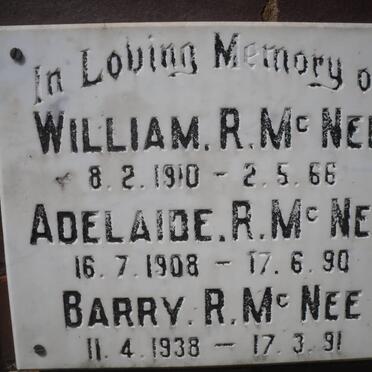 In Loving Memory o
WILLIAM. R. Mc NEE
8. 2. 1910 - 2. 5. 66
ADELAIDE. R. Mc NE
16. 7. 1908 - 17. 6. 90
BARRY. R. Mc NEE
11. 4. 1938 - 17. 3. 91